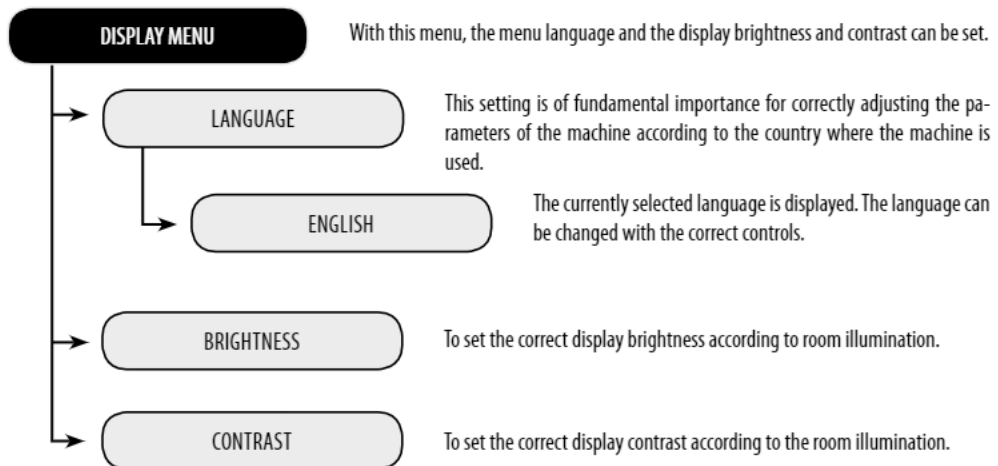 DISPLAY MENU
With this menu, the menu language and the display brightness and contrast can be set.
LANGUAGE
This setting is of fundamental importance for correctly adjusting the pa-
rameters of the machine according to the country where the machine is
used.
ENGLISH
The currently selected language is displayed. The language can
be changed with the correct controls.
BRIGHTNESS
To set the correct display brightness according to room illumination.
CONTRAST
To set the correct display contrast according to the room illumination.